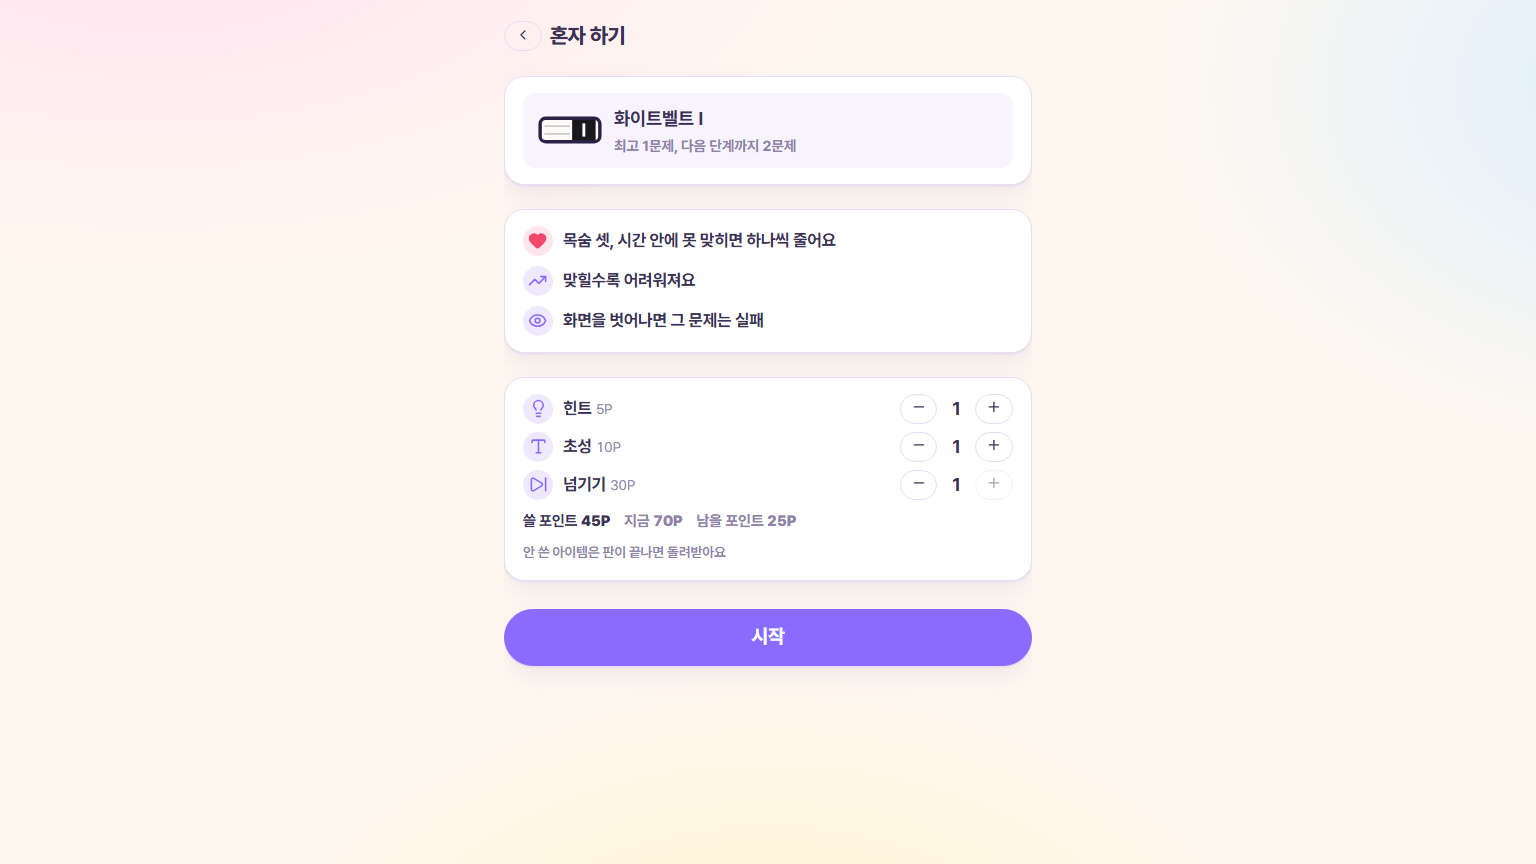 혼자 하기
화이트벨트 I
최고 1문제, 다음 단계까지 2문제
목숨 셋, 시간 안에 못 맞히면 하나씩 줄어요
맞힐수록 어려워져요
화면을 벗어나면 그 문제는 실패
힌트 5P − 1 +
초성 10P − 1 +
넘기기 30P − 1 +
쓸 포인트 45P 지금 70P 남을 포인트 25P
안 쓴 아이템은 판이 끝나면 돌려받아요
시작